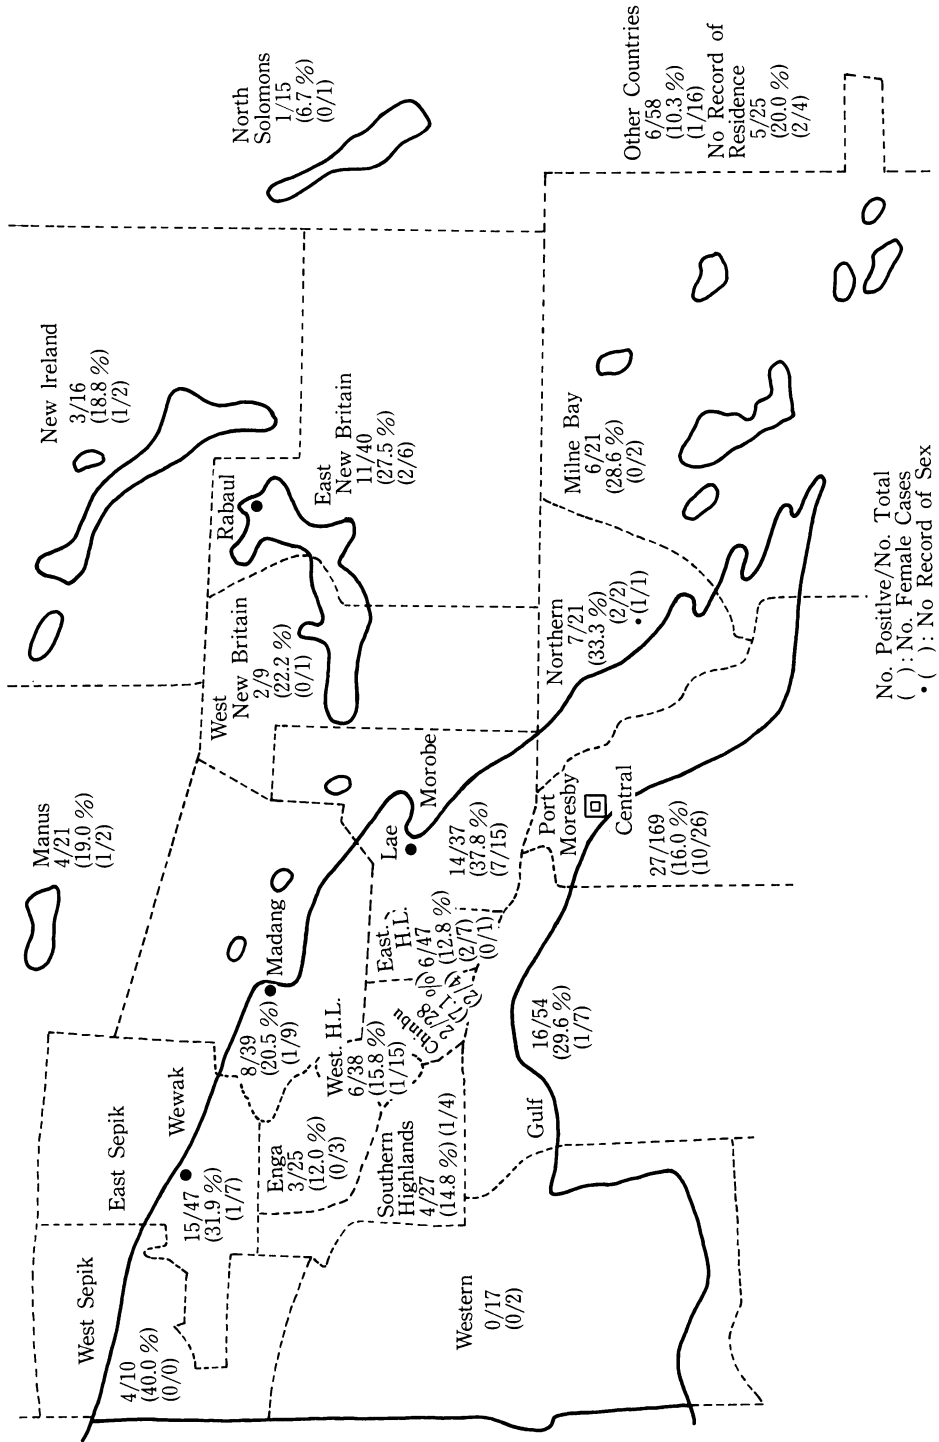 West Sepik
4/10
(40.0 %)
(0/0)
East Sepik
Wewak
15/47
(31.9 %)
(1/7)
Manus
4/21
(19.0 %)
(1/2)
New Ireland
3/16
(18.8 %)
(1/2)
North
Solomons
1/15
(6.7 %)
(0/1)
Madang
8/39
(20.5 %)
(1/9)
West
New Britain
2/9
(22.2 %)
(0/1)
Rabaul
East
New Britain
11/40
(27.5 %)
(2/6)
Enga
3/25
(12.0 %)
(0/3)
West. H.L.
6/38
(15.8 %)
(1/15)
Chimbu
2/28
(7.1 %)
(2/4)
East.
H.L.
6/47
(12.8 %)
(2/7)
(0/1)
Lae
Morobe
14/37
(37.8 %)
(7/15)
Southern
Highlands
4/27
(14.8 %) (1/4)
Western
0/17
(0/2)
Gulf
16/54
(29.6 %)
(1/7)
Port
Moresby
Central
27/169
(16.0 %)
(10/26)
Northern
7/21
(33.3 %)
(2/2)
•(1/1)
Milne Bay
6/21
(28.6 %)
(0/2)
Other Countries
6/58
(10.3 %)
(1/16)
No Record of
Residence
5/25
(20.0 %)
(2/4)
No. Positive/No. Total
( ) : No. Female Cases
• ( ) : No Record of Sex